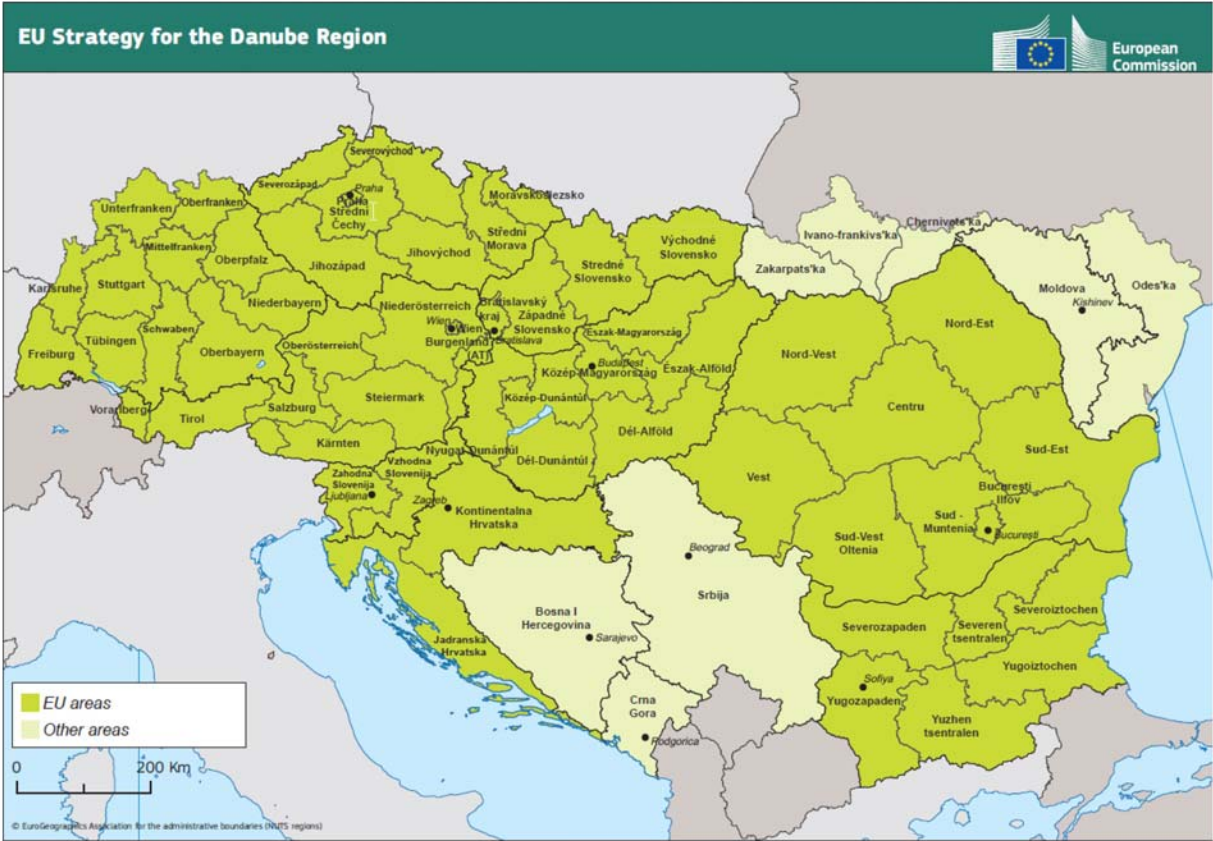 EU Strategy for the Danube Region
European
Commission
Severovýchod
Severozápad
Praha
Praha
Střední
Čechy
Moravskoslezsko
Unterfranken
Oberfranken
Střední
Morava
Jihovýchod
Jihozápad
Mittelfranken
Oberpfalz
Karlsruhe
Stuttgart
Niederbayern
Schwaben
Tübingen
Freiburg
Oberbayern
Východné
Slovensko
Stredné
Slovensko
Bratislavský
kraj
Západné
Slovensko
Niederösterreich
Wien
Wien
Bratislava
Burgenland
(AT)
Oberösterreich
Salzburg
Steiermark
Vorarlberg
Tirol
Kärnten
Észak-Magyarország
Budapest
Közép-Magyarország
Észak-Alföld
Közép-Dunántúl
Dél-Alföld
Nyugat-Dunántúl
Dél-Dunántúl
Zahodna
Slovenija
Vzhodna
Slovenija
Ljubljana
Zagreb
Kontinentalna
Hrvatska
Jadranska
Hrvatska
Zakarpats'ka
Ivano-frankivs'ka
Chernivets'ka
Moldova
Kishinev
Odes'ka
Nord-Vest
Nord-Est
Centru
Sud-Est
Vest
Bucureşti
Ilfov
Sud -
Muntenia
Bucureşti
Sud-Vest
Oltenia
Beograd
Srbija
Bosna I
Hercegovina
Sarajevo
Crna
Gora
Podgorica
Severozapaden
Severen
tsentralen
Severoiztochen
Yugoiztochen
Sofiya
Yugozapaden
Yuzhen
tsentralen
EU areas
Other areas
0 200 Km
© EuroGeographics Association for the administrative boundaries (NUTS regions)